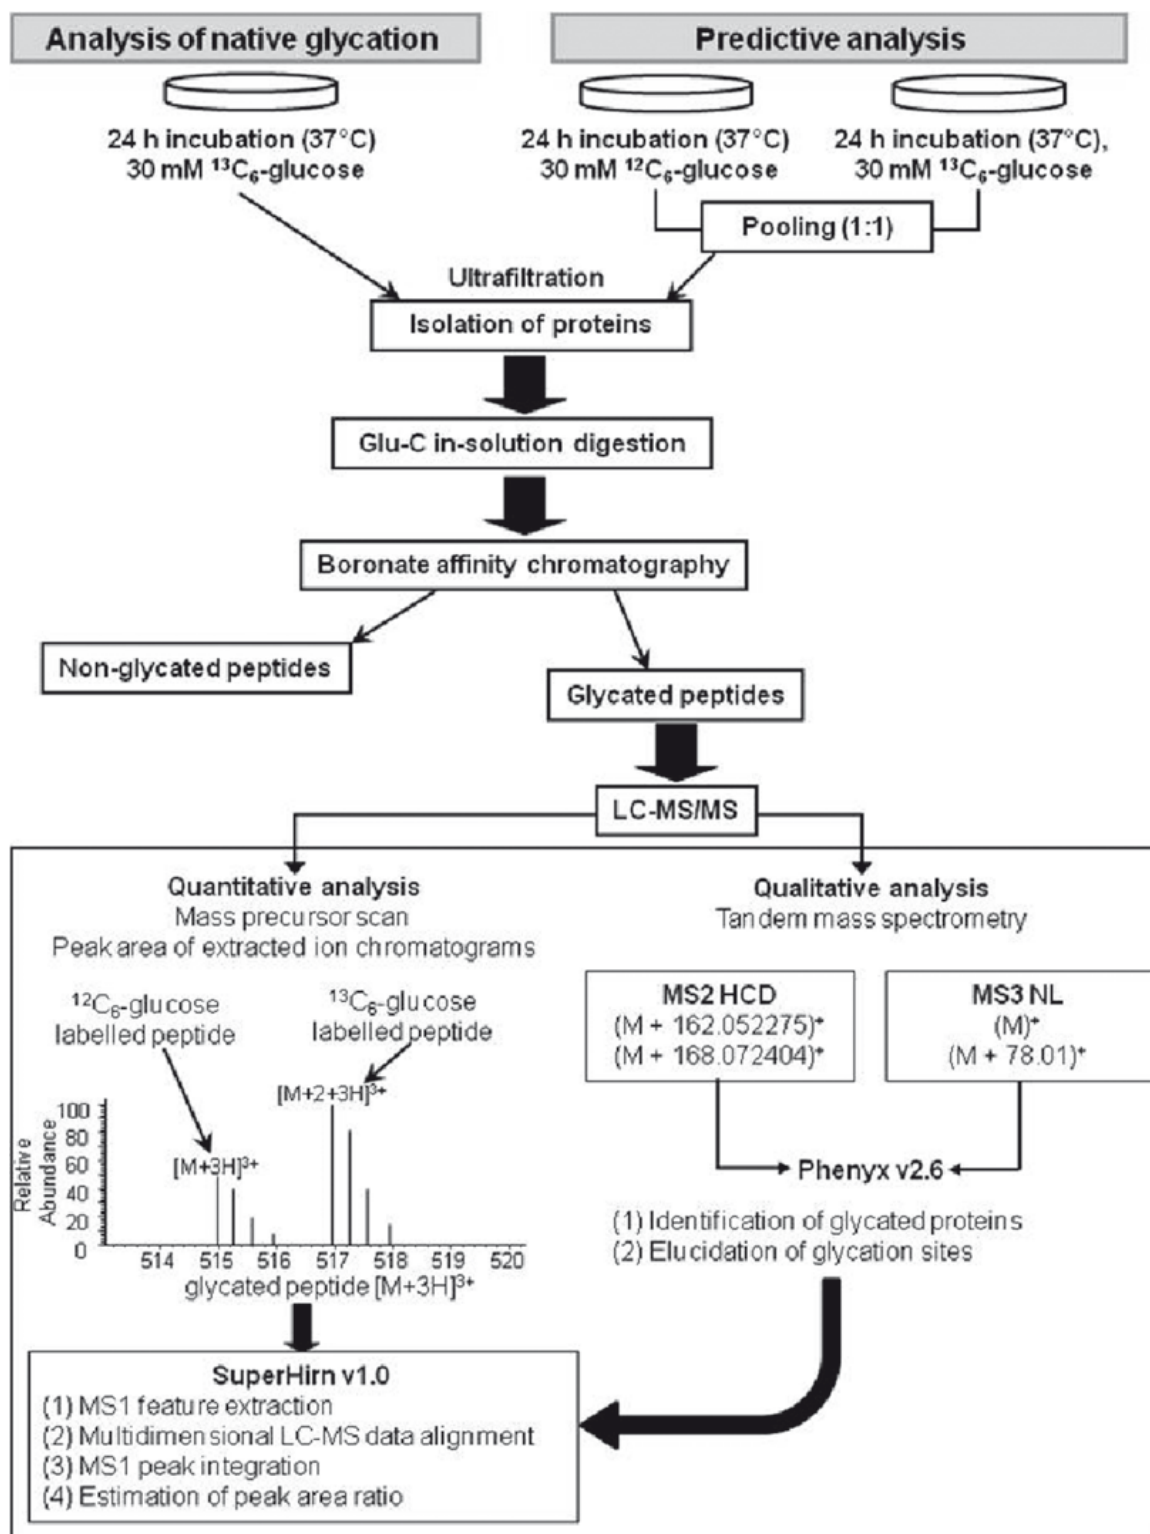 Analysis of native glycation
Predictive analysis
24 h incubation (37°C)
30 mM ¹³C₆-glucose
24 h incubation (37°C)
30 mM ¹²C₆-glucose
24 h incubation (37°C),
30 mM ¹³C₆-glucose
Pooling (1:1)
Ultrafiltration
Isolation of proteins
Glu-C in-solution digestion
Boronate affinity chromatography
Non-glycated peptides
Glycated peptides
LC-MS/MS
Quantitative analysis
Mass precursor scan
Peak area of extracted ion chromatograms
¹²C₆-glucose
labelled peptide
¹³C₆-glucose
labelled peptide
[M+2+3H]³⁺
[M+3H]³⁺
Relative
Abundance
100
80
60
40
20
0
514 515 516 517 518 519 520
glycated peptide [M+3H]³⁺
Qualitative analysis
Tandem mass spectrometry
MS2 HCD
(M + 162.052275)⁺
(M + 168.072404)⁺
MS3 NL
(M)⁺
(M + 78.01)⁺
Phenyx v2.6
(1) Identification of glycated proteins
(2) Elucidation of glycation sites
SuperHirn v1.0
(1) MS1 feature extraction
(2) Multidimensional LC-MS data alignment
(3) MS1 peak integration
(4) Estimation of peak area ratio